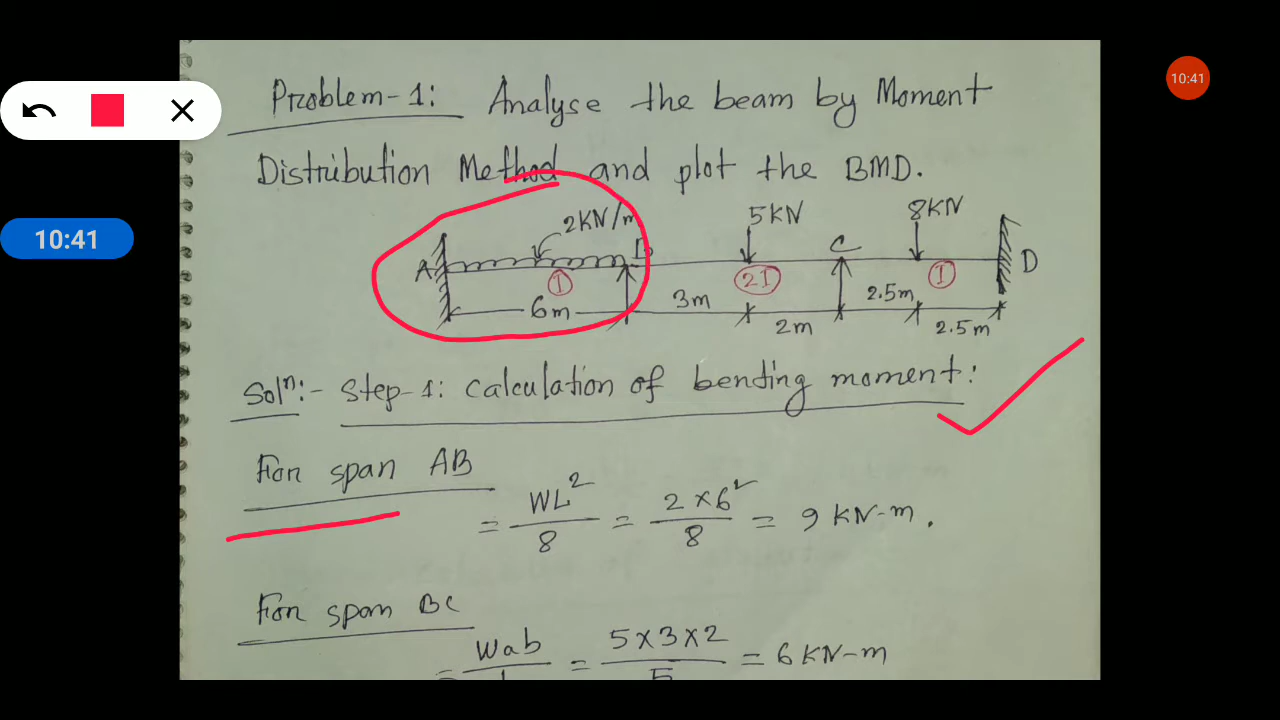 10:41
10:41
Problem-1: Analyse the beam by Moment
Distribution Method and plot the BMD.
2KN/m 5KN 8KN
A B C D
I 2I I
6m 3m 2m 2.5m 2.5m
Solⁿ:- Step-1: Calculation of bending moment:
For span AB
= WL²/8 = 2×6²/8 = 9 KN-m.
For span BC
= Wab = 5×3×2/5 = 6 KN-m